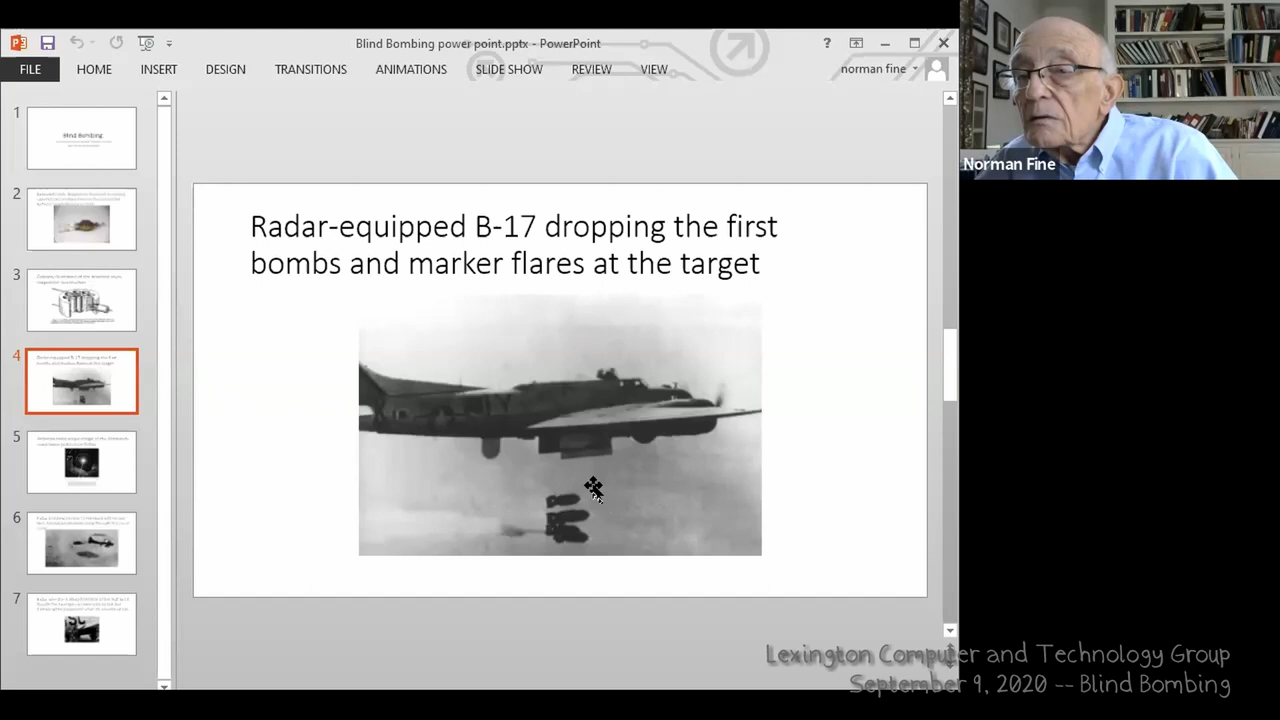 Blind Bombing power point.pptx - PowerPoint
?
FILE HOME INSERT DESIGN TRANSITIONS ANIMATIONS SLIDE SHOW REVIEW VIEW norman fine
Norman Fine
1
Blind Bombing
2
3
4
5
6
7
Radar-equipped B-17 dropping the first
bombs and marker flares at the target
Lexington Computer and Technology Group
September 9, 2020 -- Blind Bombing